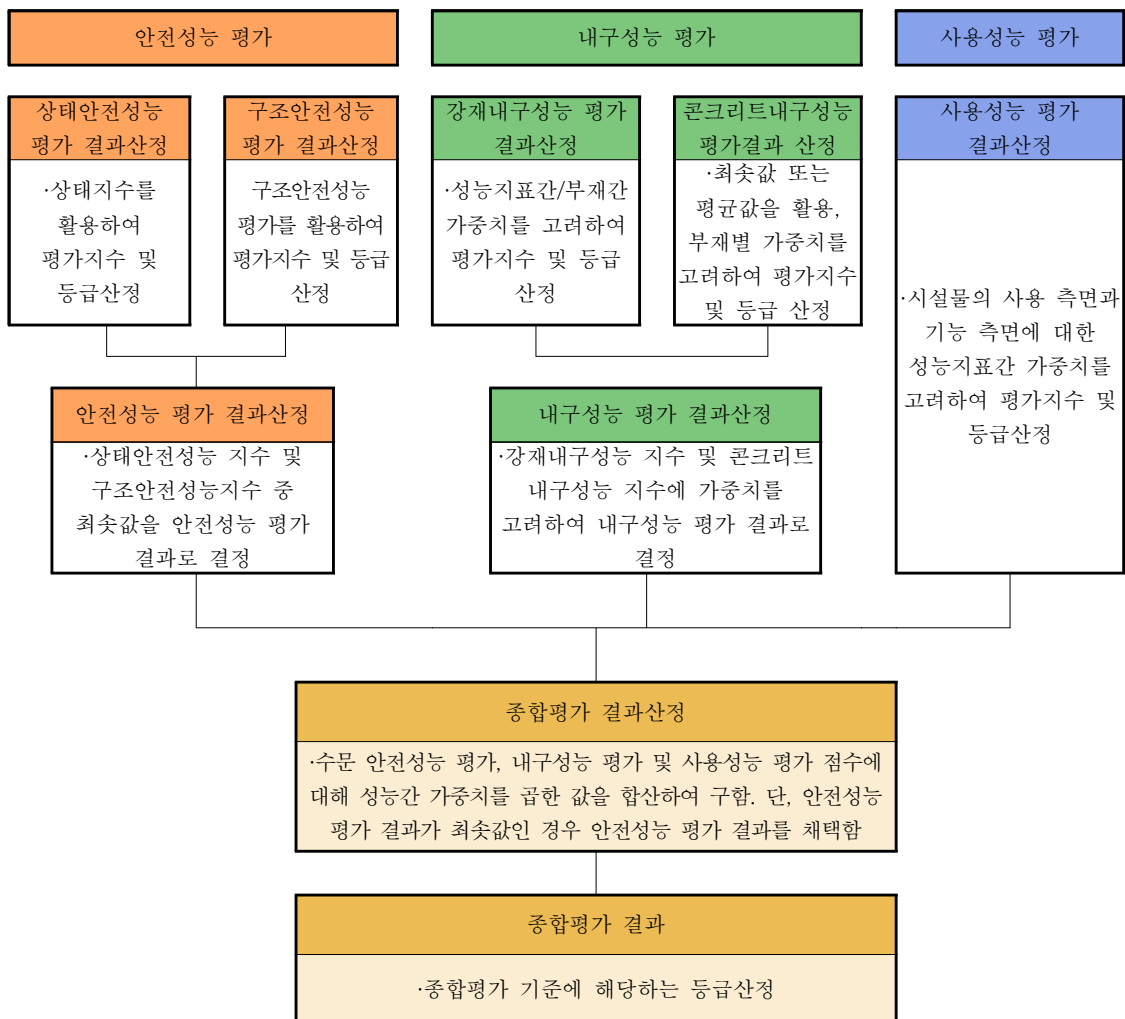 안전성능 평가
내구성능 평가
사용성능 평가
상태안전성능
평가 결과산정
·상태지수를
활용하여
평가지수 및
등급산정
구조안전성능
평가 결과산정
구조안전성능
평가를 활용하여
평가지수 및 등급
산정
강재내구성능 평가
결과산정
·성능지표간/부재간
가중치를 고려하여
평가지수 및 등급
산정
콘크리트내구성능
평가결과 산정
·최솟값 또는
평균값을 활용,
부재별 가중치를
고려하여 평가지수
및 등급 산정
사용성능 평가
결과산정
·시설물의 사용 측면과
기능 측면에 대한
성능지표간 가중치를
고려하여 평가지수 및
등급산정
안전성능 평가 결과산정
·상태안전성능 지수 및
구조안전성능지수 중
최솟값을 안전성능 평가
결과로 결정
내구성능 평가 결과산정
·강재내구성능 지수 및 콘크리트
내구성능 지수에 가중치를
고려하여 내구성능 평가 결과로
결정
종합평가 결과산정
·수문 안전성능 평가, 내구성능 평가 및 사용성능 평가 점수에
대해 성능간 가중치를 곱한 값을 합산하여 구함. 단, 안전성능
평가 결과가 최솟값인 경우 안전성능 평가 결과를 채택함
종합평가 결과
·종합평가 기준에 해당하는 등급산정